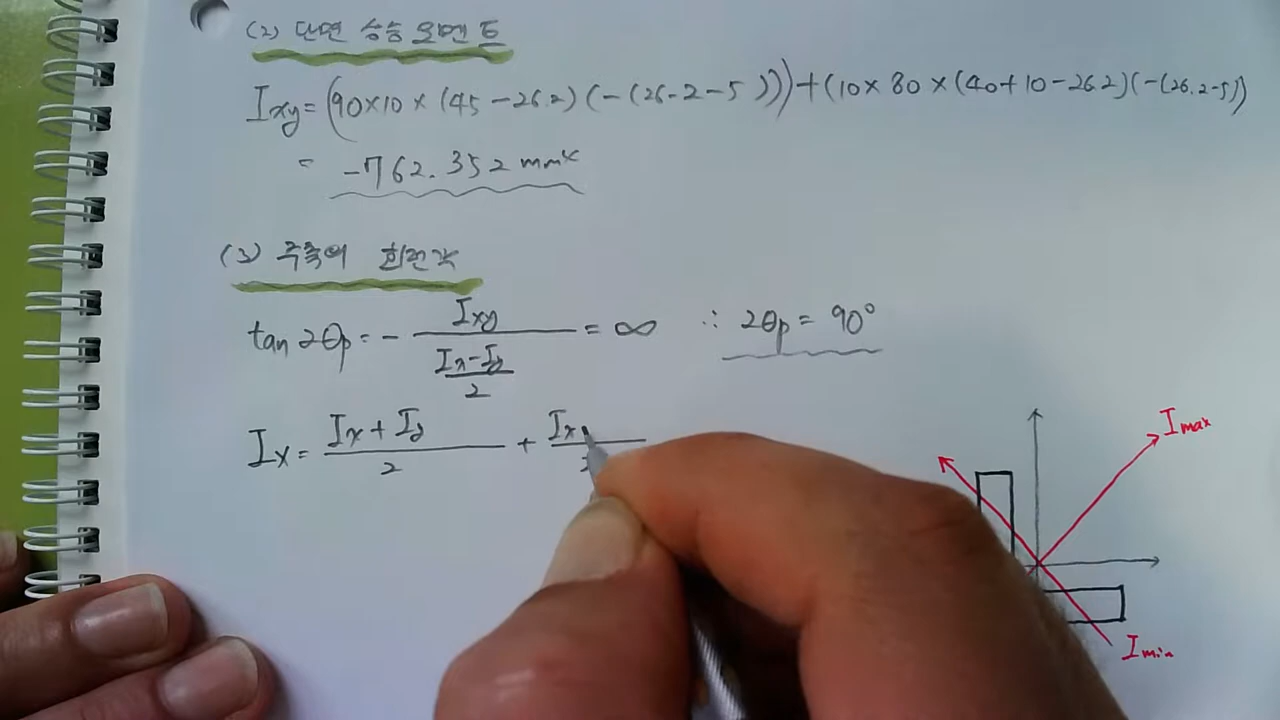 (2) 단면 상승 모멘트
Ixy = (90×10×(45-26.2)(-(26.2-5)))+(10×80×(40+10-26.2)(-(26.2-5))
= -762.352 mm⁴
(3) 주축의 회전각
tan 2θp = - Ixy / ((Ix-Iy)/2) = ∞ ∴ 2θp = 90°
Ix = (Ix+Iy)/2 + Ix
Imax
Imin